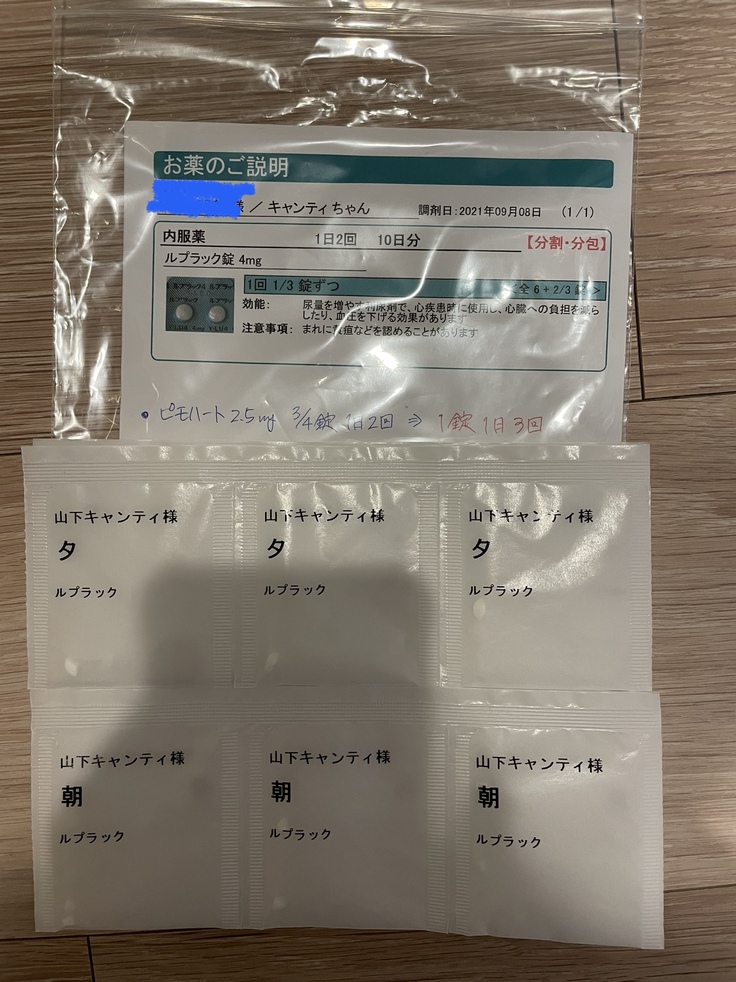 お薬のご説明
様 ／ キャンティちゃん 調剤日:2021年09月08日 (1/1)
内服薬 1日2回 10日分 【分割・分包】
ルプラック錠 4mg
1回 1/3 錠ずつ 全 6＋2/3 錠>
効能: 尿量を増やす利尿剤で、心疾患時に使用し、心臓への負担を減ら
したり、血圧を下げる効果があります
注意事項: まれに食疸などを認めることがあります
• ピモハート 2.5mg 3/4錠 1日2回 ⇒ 1錠 1日3回
山下キャンティ様
夕
ルプラック
山下キャンティ様
夕
ルプラック
山下キャンティ様
夕
ルプラック
山下キャンティ様
朝
ルプラック
山下キャンティ様
朝
ルプラック
山下キャンティ様
朝
ルプラック